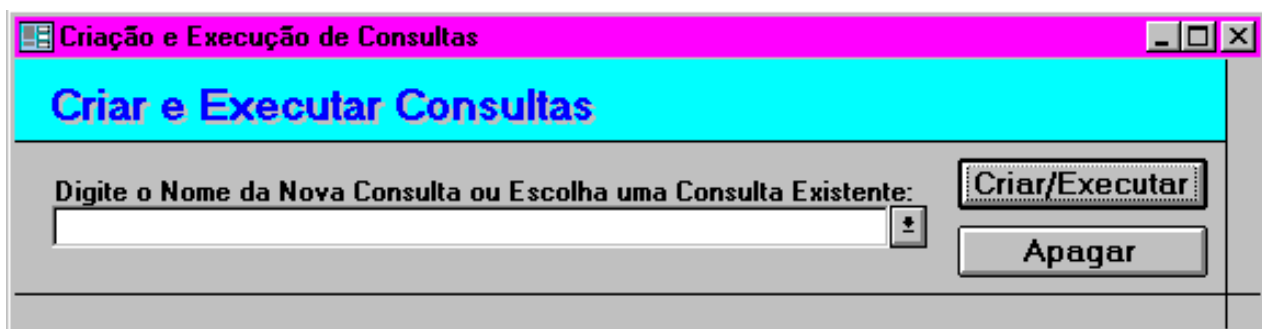 Criação e Execução de Consultas
Criar e Executar Consultas
Digite o Nome da Nova Consulta ou Escolha uma Consulta Existente:
Criar/Executar
Apagar